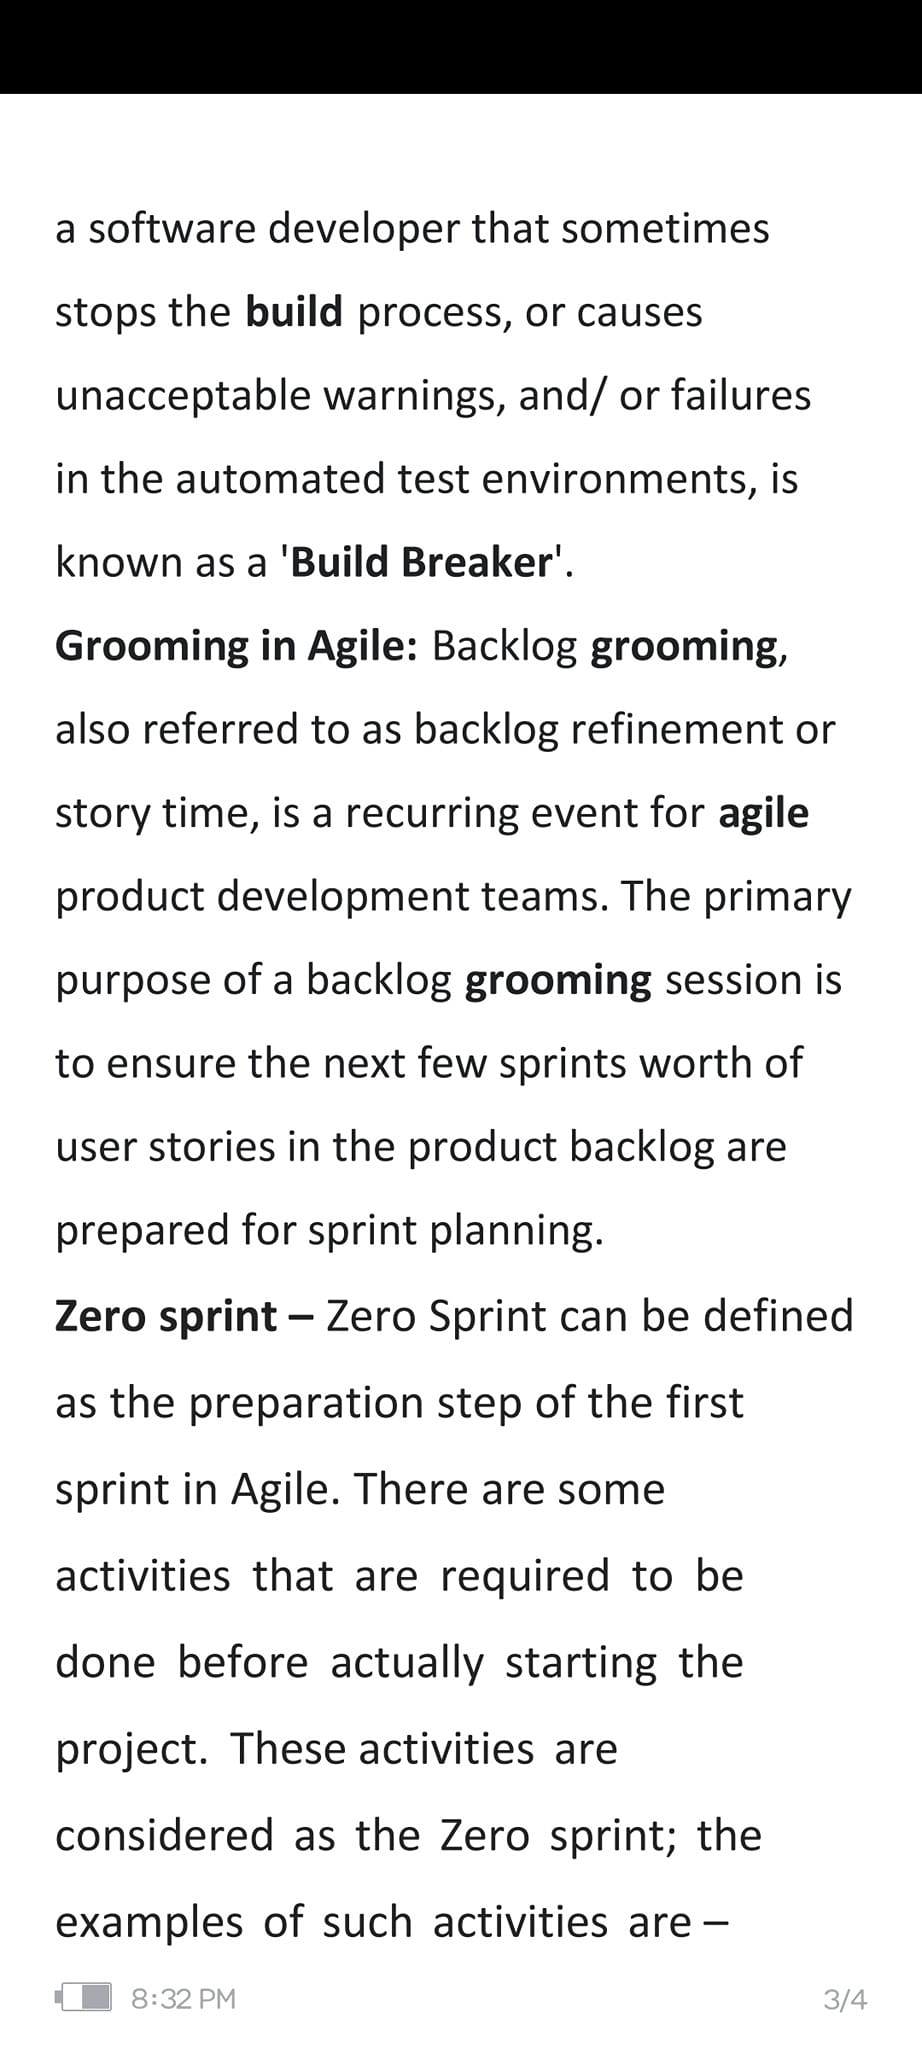 a software developer that sometimes
stops the build process, or causes
unacceptable warnings, and/ or failures
in the automated test environments, is
known as a 'Build Breaker'.
Grooming in Agile: Backlog grooming,
also referred to as backlog refinement or
story time, is a recurring event for agile
product development teams. The primary
purpose of a backlog grooming session is
to ensure the next few sprints worth of
user stories in the product backlog are
prepared for sprint planning.
Zero sprint – Zero Sprint can be defined
as the preparation step of the first
sprint in Agile. There are some
activities that are required to be
done before actually starting the
project. These activities are
considered as the Zero sprint; the
examples of such activities are –
8:32 PM 3/4